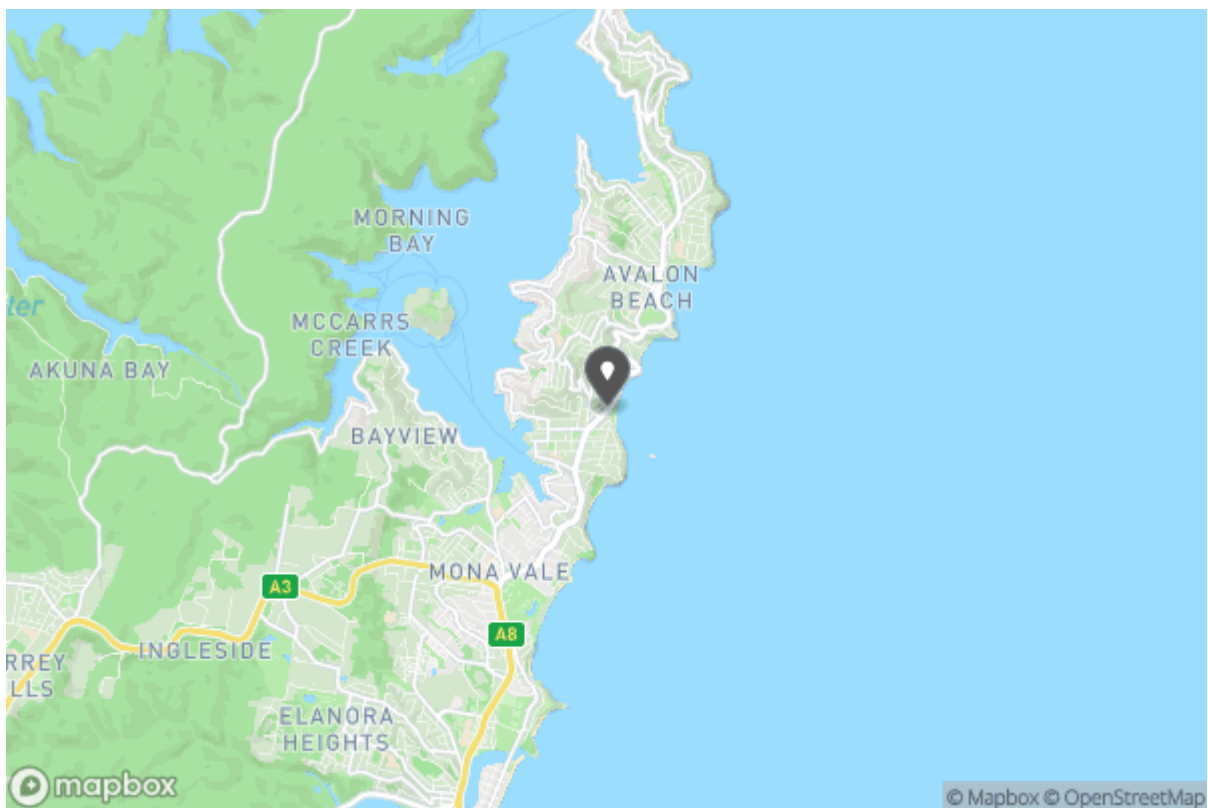 MORNING
BAY
AVALON
BEACH
ter
MCCARRS
CREEK
AKUNA BAY
BAYVIEW
MONA VALE
A3
A8
INGLESIDE
RREY
LLS
ELANORA
HEIGHTS
mapbox
© Mapbox © OpenStreetMap